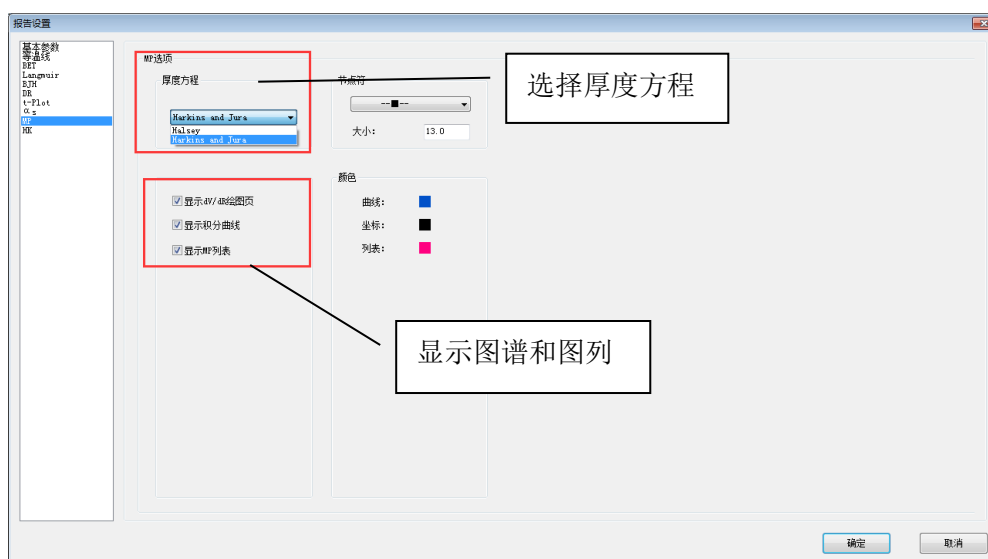 报告设置
基本参数
等温线
BET
Langmuir
BJH
DR
t-Plot
αs
MP
HK
MP选项
厚度方程
Harkins and Jura
Halsey
Harkins and Jura
节点符
--■--
大小: 13.0
选择厚度方程
显示dV/dR绘图页
显示积分曲线
显示MP列表
颜色
曲线:
坐标:
列表:
显示图谱和图列
确定 取消